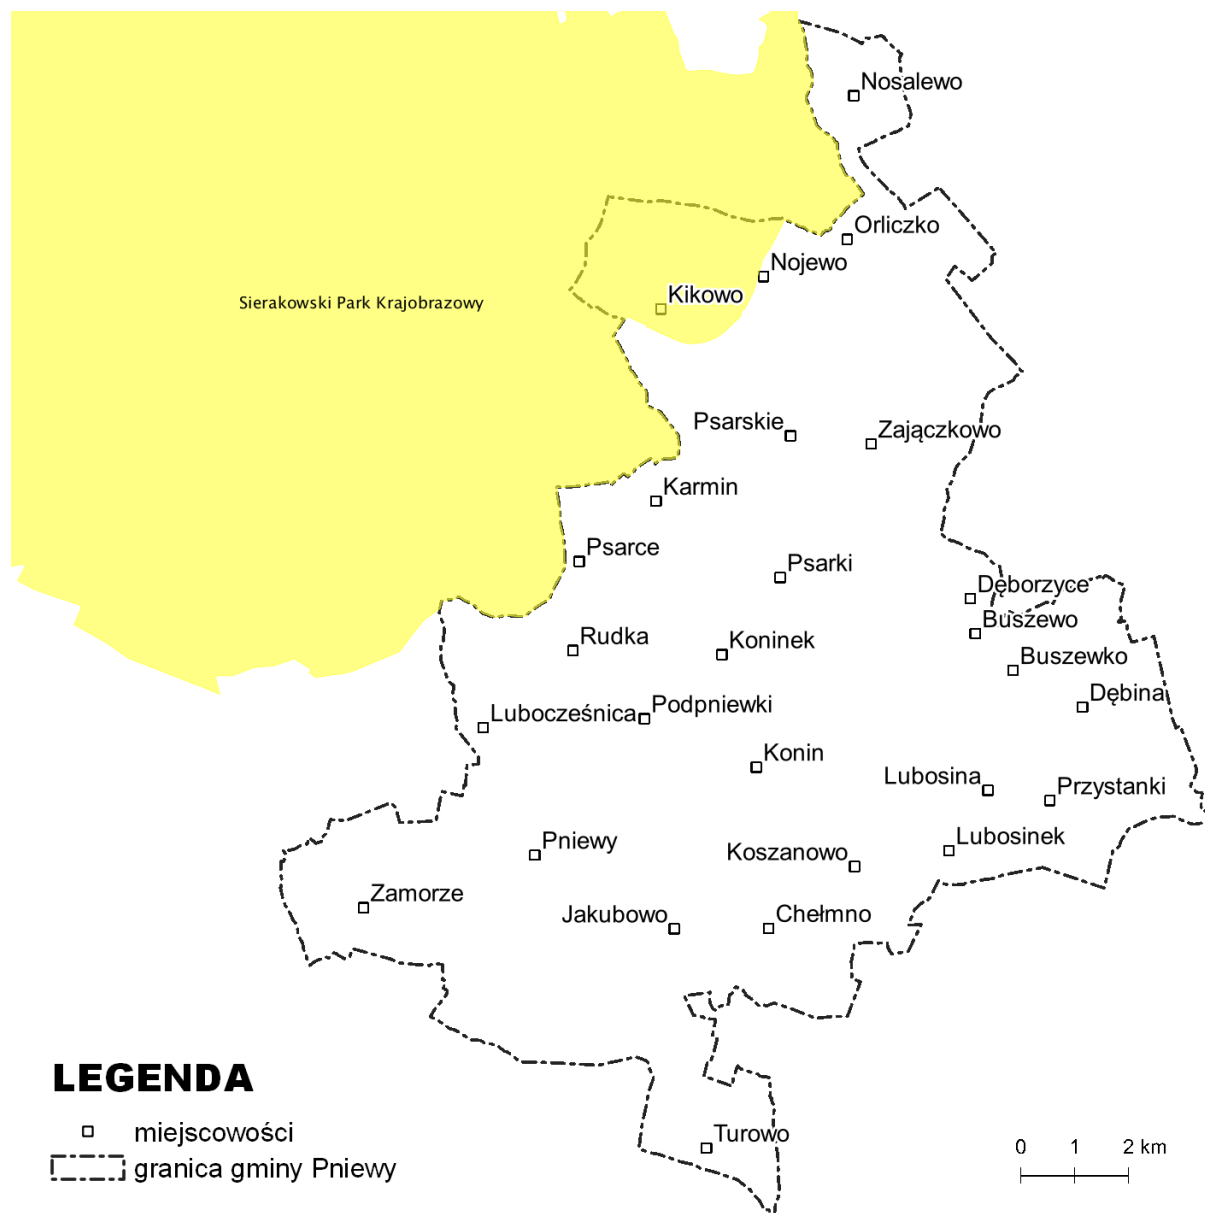 Nosalewo
Orliczko
Nojewo
Kikowo
Sierakowski Park Krajobrazowy
Psarskie
Zajączkowo
Karmin
Psarce
Psarki
Dęborzyce
Buszewo
Rudka
Koninek
Buszewko
Dębina
Lubocześnica
Podpniewki
Konin
Lubosina
Przystanki
Pniewy
Koszanowo
Lubosinek
Zamorze
Jakubowo
Chełmno
LEGENDA
miejscowości
granica gminy Pniewy
Turowo
0 1 2 km